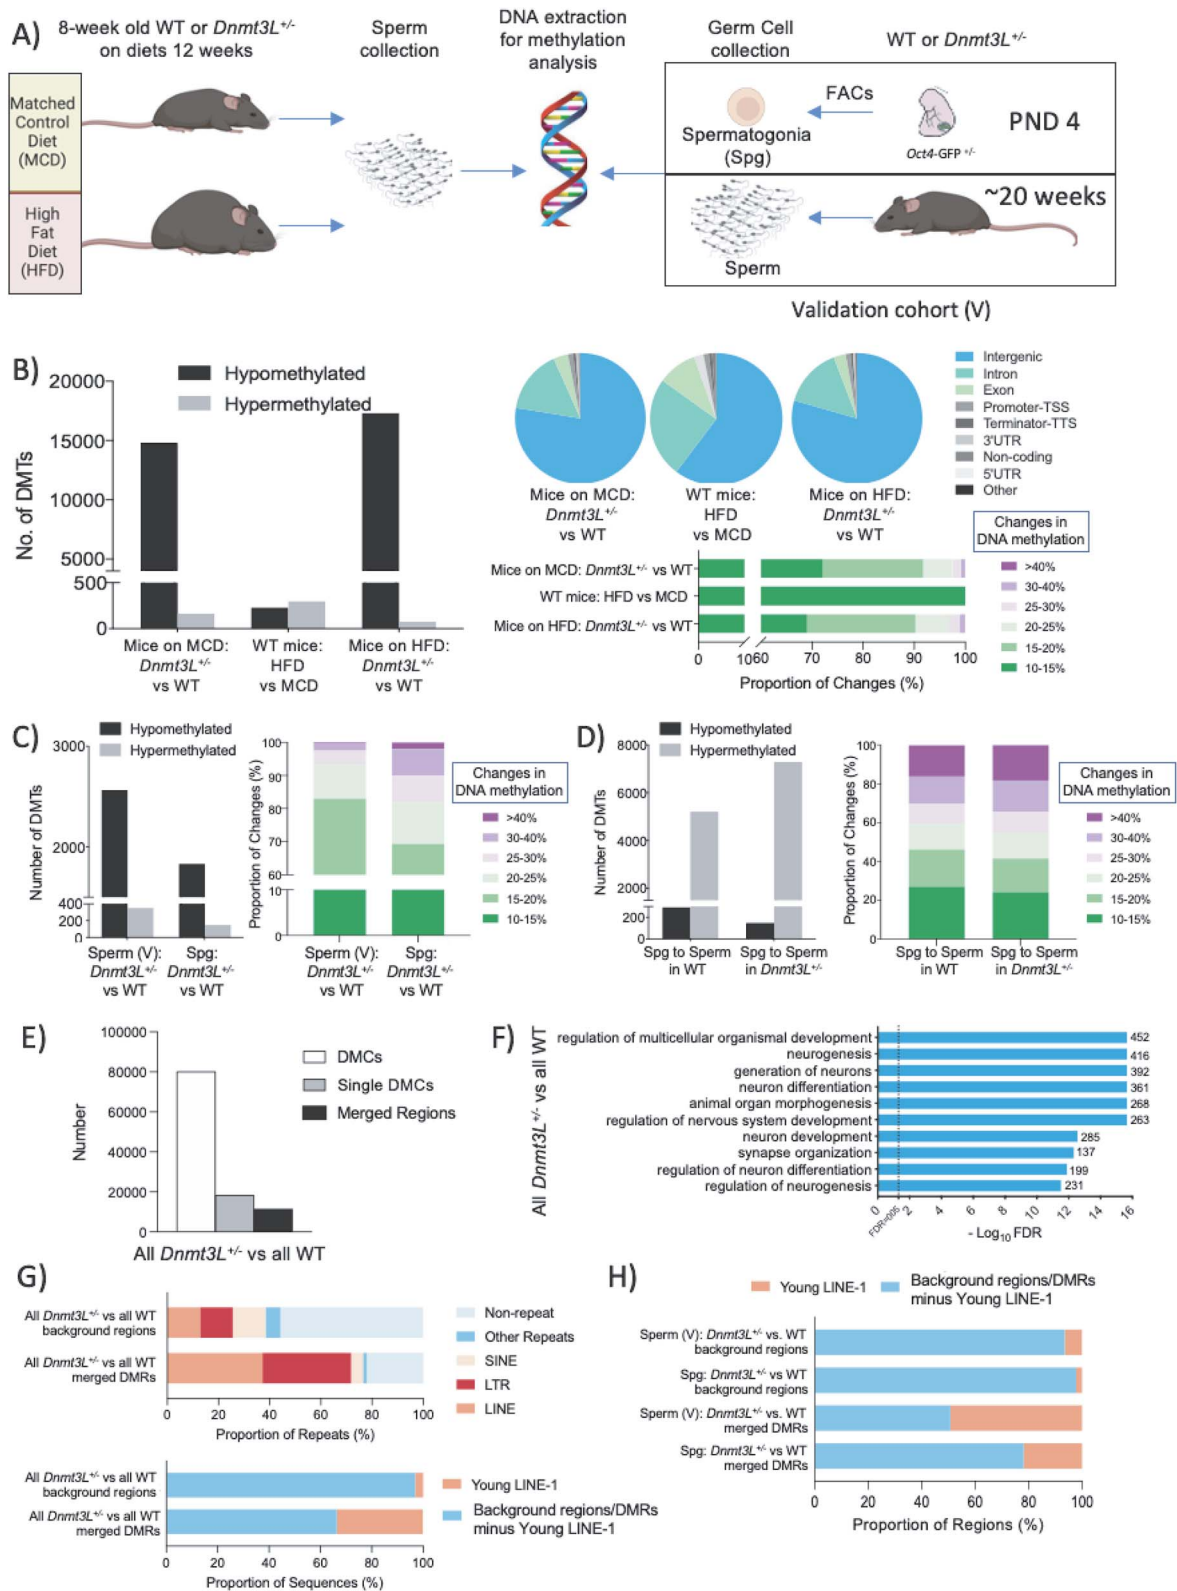 A)
8-week old WT or Dnmt3L+/-
on diets 12 weeks
Sperm
collection
DNA extraction
for methylation
analysis
Germ Cell
collection
WT or Dnmt3L+/-
Matched
Control
Diet
(MCD)
High
Fat
Diet
(HFD)
FACs
Spermatogonia
(Spg)
Oct4-GFP +/-
PND 4
~20 weeks
Sperm
Validation cohort (V)
B)
Hypomethylated
Hypermethylated
No. of DMTs
20000
15000
10000
5000
500
0
Mice on MCD:
Dnmt3L+/-
vs WT
WT mice:
HFD
vs MCD
Mice on HFD:
Dnmt3L+/-
vs WT
Mice on MCD:
Dnmt3L+/-
vs WT
WT mice:
HFD
vs MCD
Mice on HFD:
Dnmt3L+/-
vs WT
Intergenic
Intron
Exon
Promoter-TSS
Terminator-TTS
3'UTR
Non-coding
5'UTR
Other
Mice on MCD: Dnmt3L+/- vs WT
WT mice: HFD vs MCD
Mice on HFD: Dnmt3L+/- vs WT
0 10 60 70 80 90 100
Proportion of Changes (%)
Changes in
DNA methylation
>40%
30-40%
25-30%
20-25%
15-20%
10-15%
C)
Hypomethylated
Hypermethylated
Number of DMTs
3000
2000
400
200
0
Sperm (V):
Dnmt3L+/-
vs WT
Spg:
Dnmt3L+/-
vs WT
Proportion of Changes (%)
100
90
80
70
60
10
0
Sperm (V):
Dnmt3L+/-
vs WT
Spg:
Dnmt3L+/-
vs WT
Changes in
DNA methylation
>40%
30-40%
25-30%
20-25%
15-20%
10-15%
D)
Hypomethylated
Hypermethylated
Number of DMTs
8000
6000
4000
2000
200
0
Spg to Sperm
in WT
Spg to Sperm
in Dnmt3L+/-
Proportion of Changes (%)
100
80
60
40
20
0
Spg to Sperm
in WT
Spg to Sperm
in Dnmt3L+/-
Changes in
DNA methylation
>40%
30-40%
25-30%
20-25%
15-20%
10-15%
E)
Number
100000
80000
60000
40000
20000
0
DMCs
Single DMCs
Merged Regions
All Dnmt3L+/- vs all WT
F)
All Dnmt3L+/- vs all WT
regulation of multicellular organismal development 452
neurogenesis 416
generation of neurons 392
neuron differentiation 361
animal organ morphogenesis 268
regulation of nervous system development 263
neuron development 285
synapse organization 137
regulation of neuron differentiation 199
regulation of neurogenesis 231
0 FDR=005 2 4 6 8 10 12 14 16
- Log10 FDR
G)
All Dnmt3L+/- vs all WT
background regions
All Dnmt3L+/- vs all WT
merged DMRs
0 20 40 60 80 100
Proportion of Repeats (%)
Non-repeat
Other Repeats
SINE
LTR
LINE
All Dnmt3L+/- vs all WT
background regions
All Dnmt3L+/- vs all WT
merged DMRs
0 20 40 60 80 100
Proportion of Sequences (%)
Young LINE-1
Background regions/DMRs
minus Young LINE-1
H)
Young LINE-1
Background regions/DMRs
minus Young LINE-1
Sperm (V): Dnmt3L+/- vs. WT
background regions
Spg: Dnmt3L+/- vs WT
background regions
Sperm (V): Dnmt3L+/- vs. WT
merged DMRs
Spg: Dnmt3L+/- vs WT
merged DMRs
0 20 40 60 80 100
Proportion of Regions (%)